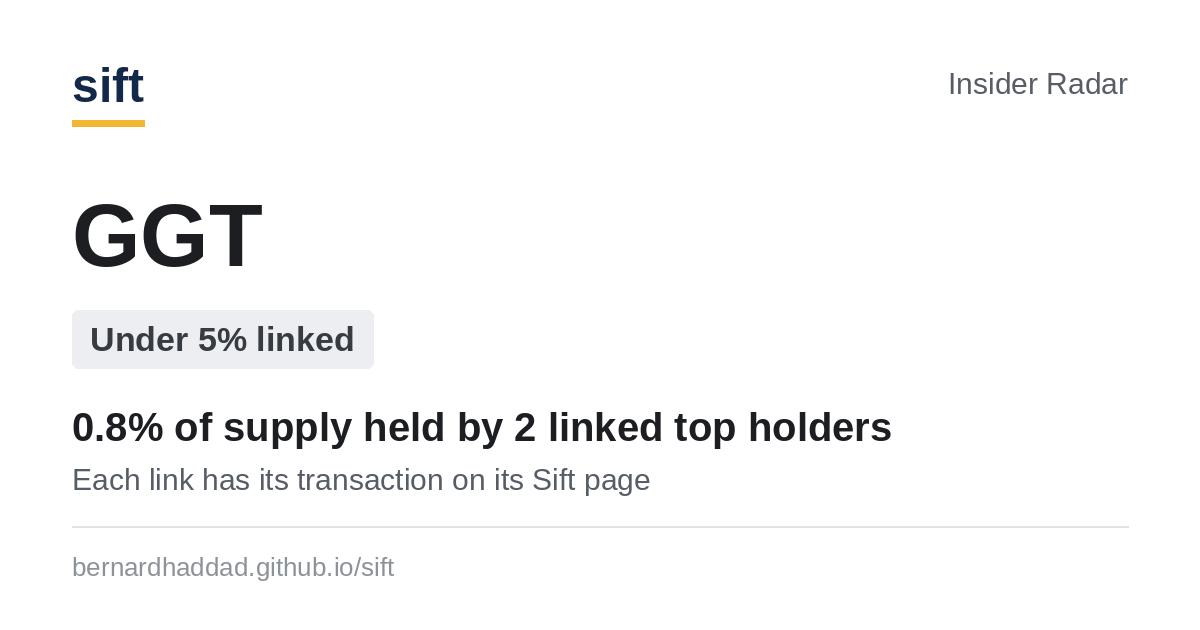 sift
Insider Radar
GGT
Under 5% linked
0.8% of supply held by 2 linked top holders
Each link has its transaction on its Sift page
bernardhaddad.github.io/sift